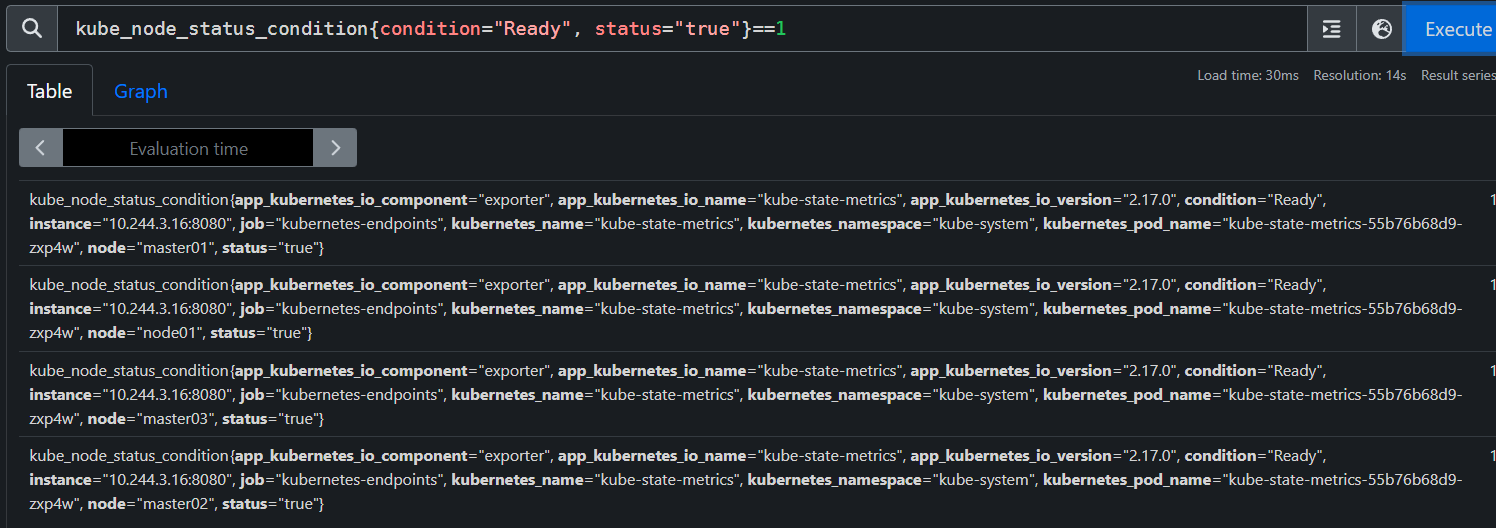 kube_node_status_condition{condition="Ready", status="true"}==1
Execute
Load time: 30ms Resolution: 14s Result series
Table Graph
Evaluation time
kube_node_status_condition{app_kubernetes_io_component="exporter", app_kubernetes_io_name="kube-state-metrics", app_kubernetes_io_version="2.17.0", condition="Ready", 1
instance="10.244.3.16:8080", job="kubernetes-endpoints", kubernetes_name="kube-state-metrics", kubernetes_namespace="kube-system", kubernetes_pod_name="kube-state-metrics-55b76b68d9-
zxp4w", node="master01", status="true"}
kube_node_status_condition{app_kubernetes_io_component="exporter", app_kubernetes_io_name="kube-state-metrics", app_kubernetes_io_version="2.17.0", condition="Ready", 1
instance="10.244.3.16:8080", job="kubernetes-endpoints", kubernetes_name="kube-state-metrics", kubernetes_namespace="kube-system", kubernetes_pod_name="kube-state-metrics-55b76b68d9-
zxp4w", node="node01", status="true"}
kube_node_status_condition{app_kubernetes_io_component="exporter", app_kubernetes_io_name="kube-state-metrics", app_kubernetes_io_version="2.17.0", condition="Ready", 1
instance="10.244.3.16:8080", job="kubernetes-endpoints", kubernetes_name="kube-state-metrics", kubernetes_namespace="kube-system", kubernetes_pod_name="kube-state-metrics-55b76b68d9-
zxp4w", node="master03", status="true"}
kube_node_status_condition{app_kubernetes_io_component="exporter", app_kubernetes_io_name="kube-state-metrics", app_kubernetes_io_version="2.17.0", condition="Ready", 1
instance="10.244.3.16:8080", job="kubernetes-endpoints", kubernetes_name="kube-state-metrics", kubernetes_namespace="kube-system", kubernetes_pod_name="kube-state-metrics-55b76b68d9-
zxp4w", node="master02", status="true"}